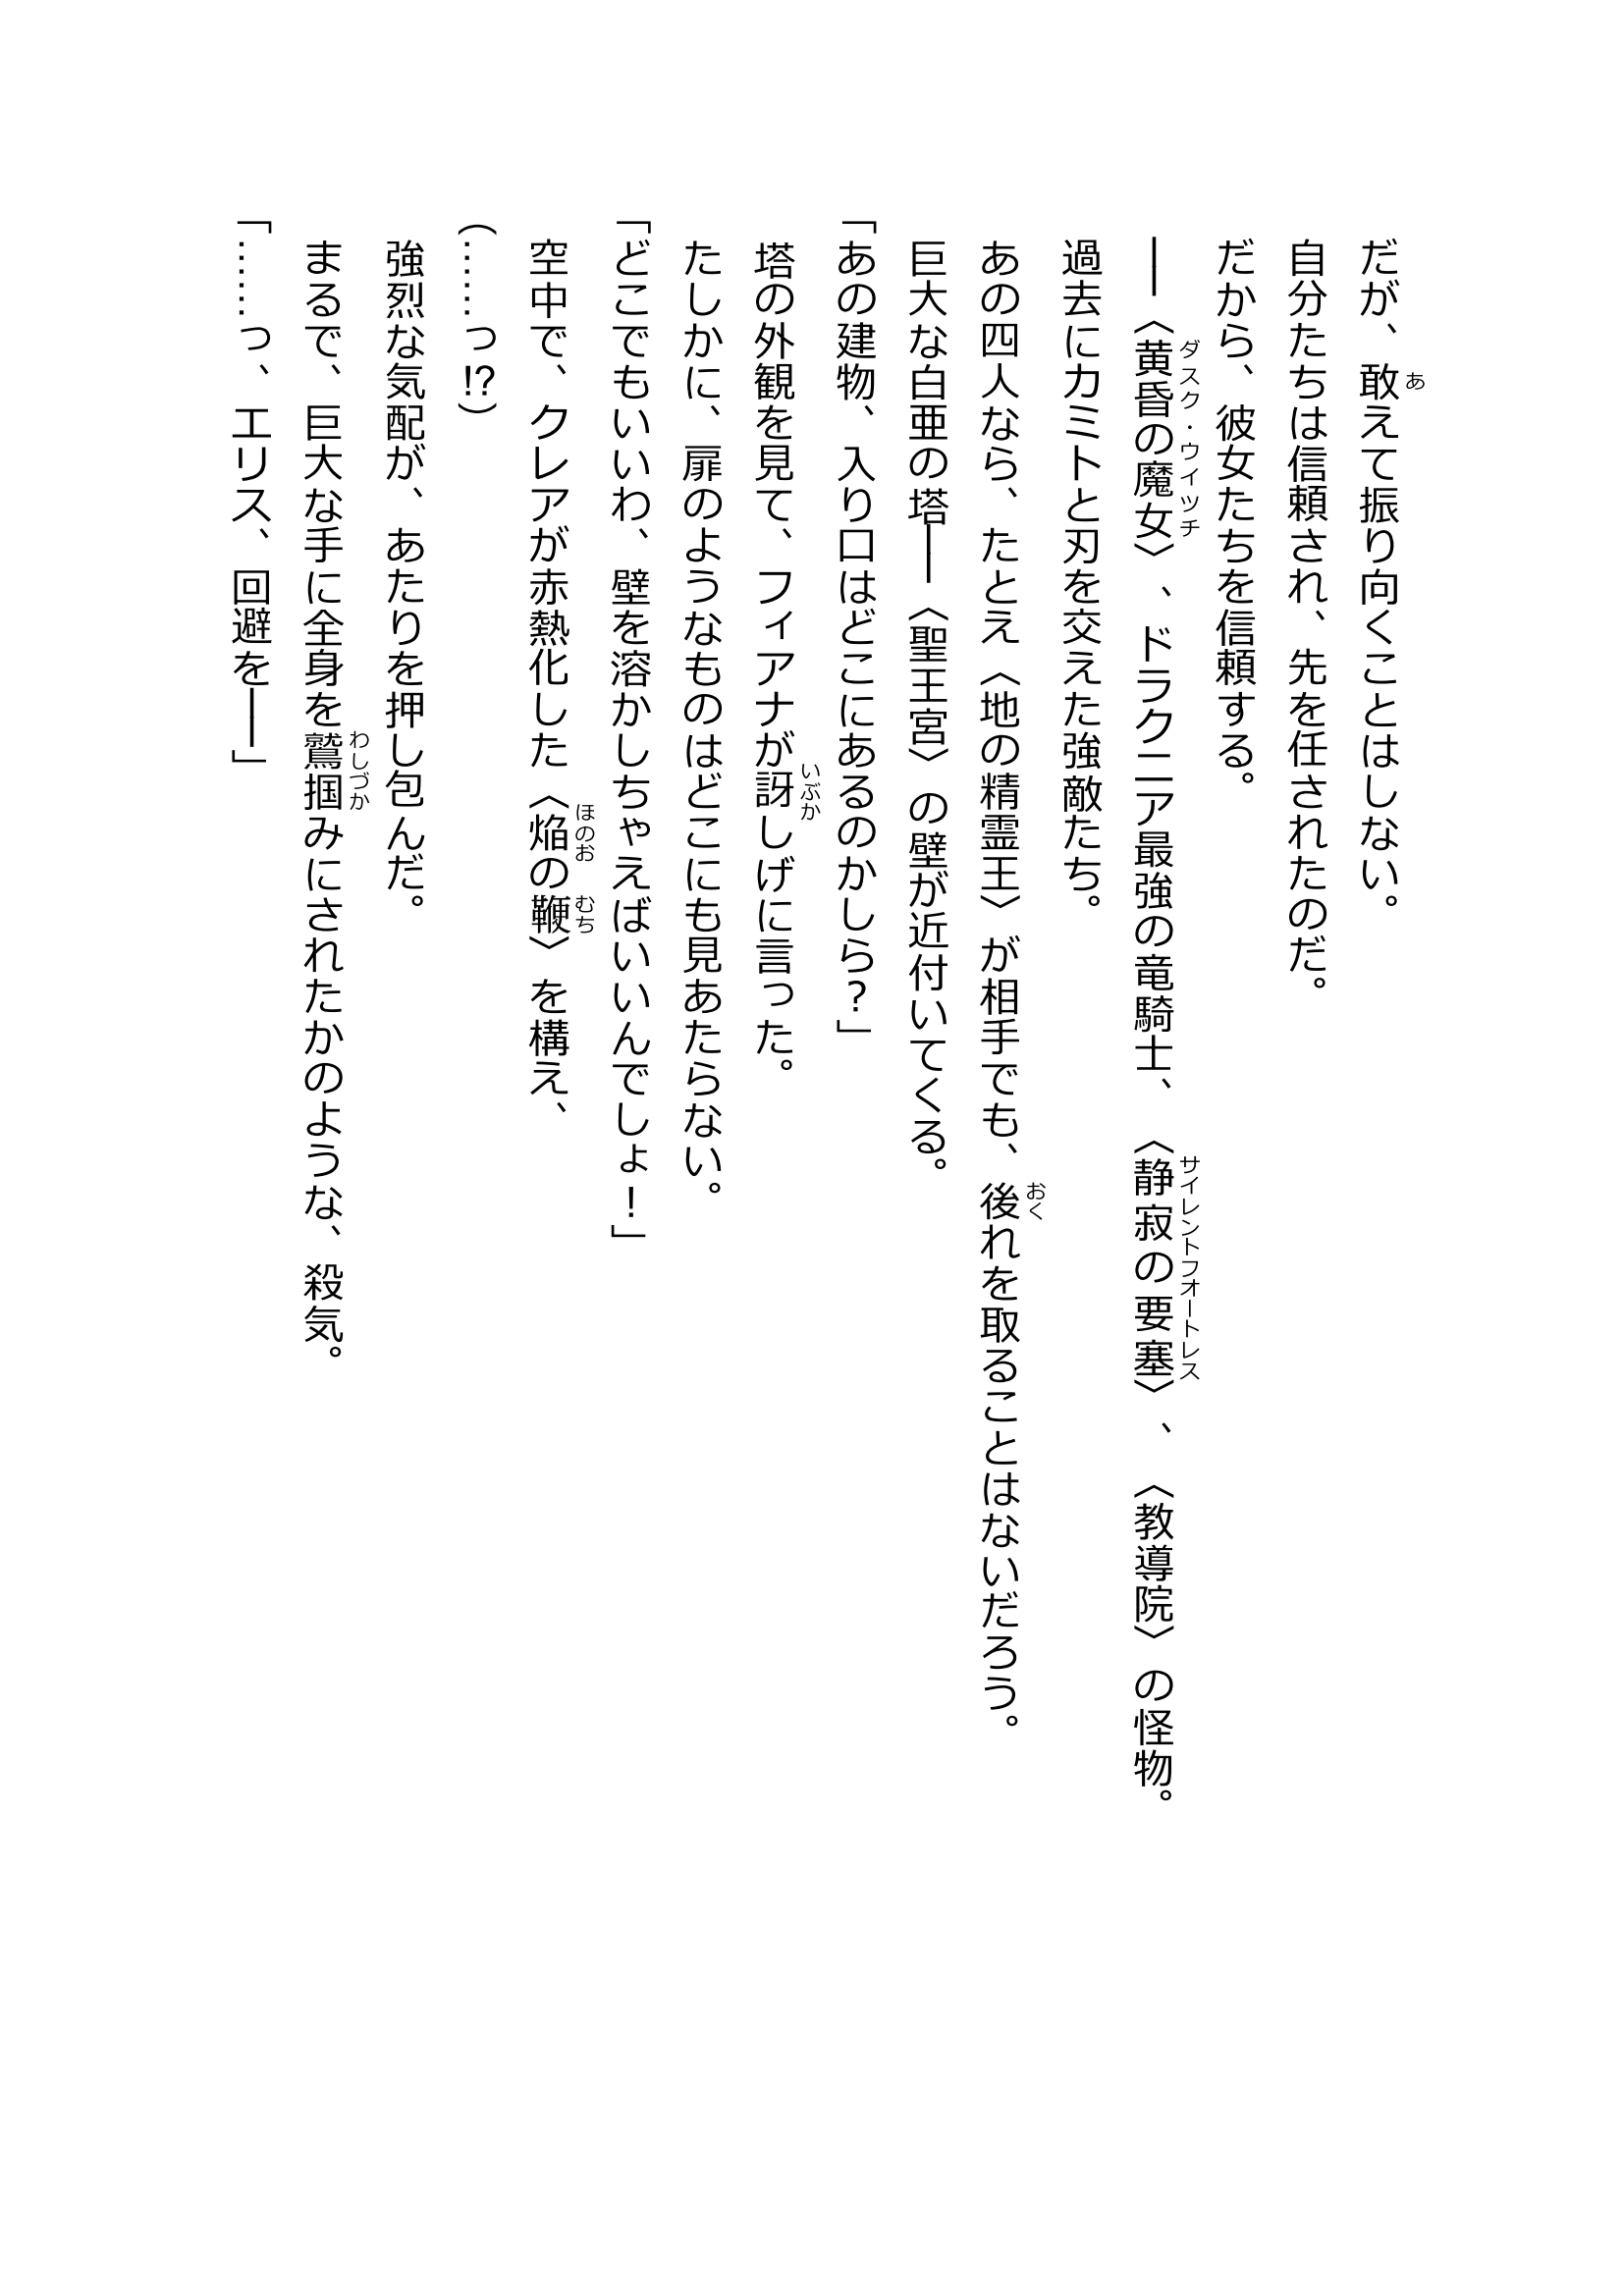 だが、敢えて振り向くことはしない。
自分たちは信頼され、先を任されたのだ。
だから、彼女たちを信頼する。
――〈黄昏の魔女〉、ドラクニア最強の竜騎士、〈静寂の要塞〉、〈教導院〉の怪物。
過去にカミトと刃を交えた強敵たち。
あの四人なら、たとえ〈地の精霊王〉が相手でも、後れを取ることはないだろう。
巨大な白亜の塔――〈聖王宮〉の壁が近付いてくる。
「あの建物、入り口はどこにあるのかしら?」
塔の外観を見て、フィアナが訝しげに言った。
たしかに、扉のようなものはどこにも見あたらない。
「どこでもいいわ、壁を溶かしちゃえばいいんでしょ!」
空中で、クレアが赤熱化した〈焔の鞭〉を構え、
(……っ!?)
強烈な気配が、あたりを押し包んだ。
まるで、巨大な手に全身を鷲掴みにされたかのような、殺気。
「……っ、エリス、回避を――」